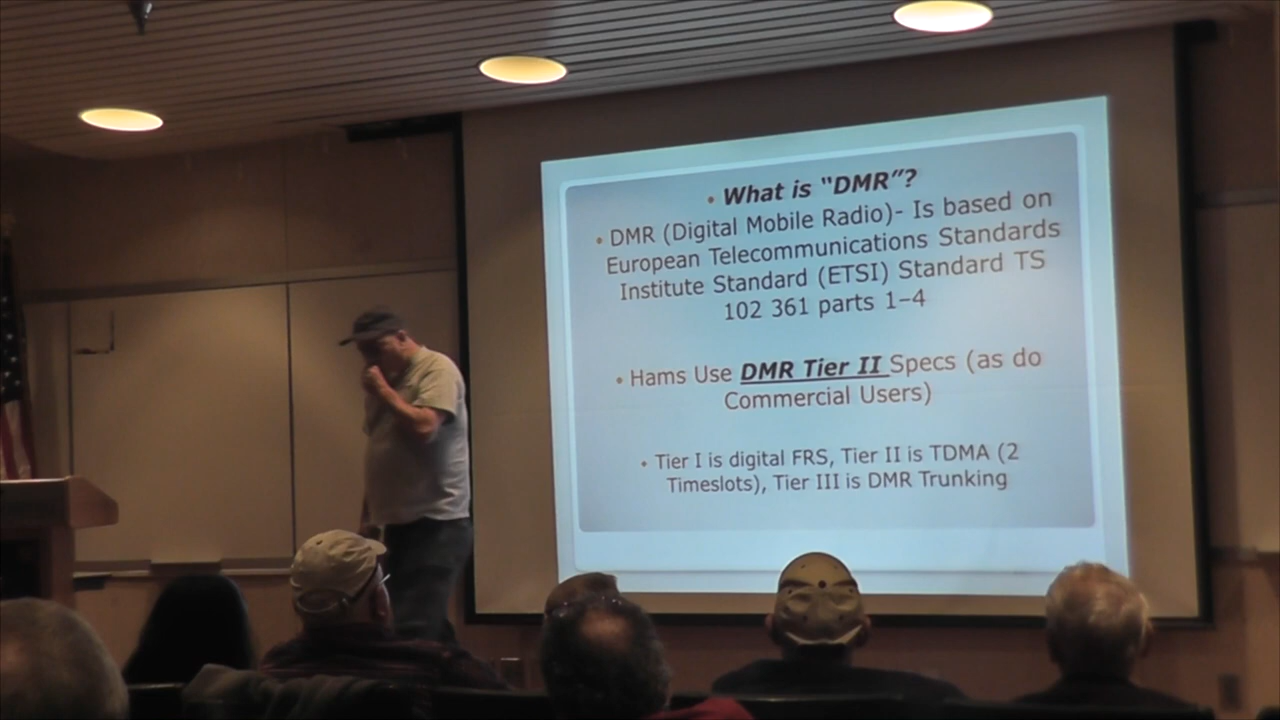 • What is “DMR”?
• DMR (Digital Mobile Radio)- Is based on
European Telecommunications Standards
Institute Standard (ETSI) Standard TS
102 361 parts 1–4
• Hams Use DMR Tier II Specs (as do
Commercial Users)
• Tier I is digital FRS, Tier II is TDMA (2
Timeslots), Tier III is DMR Trunking